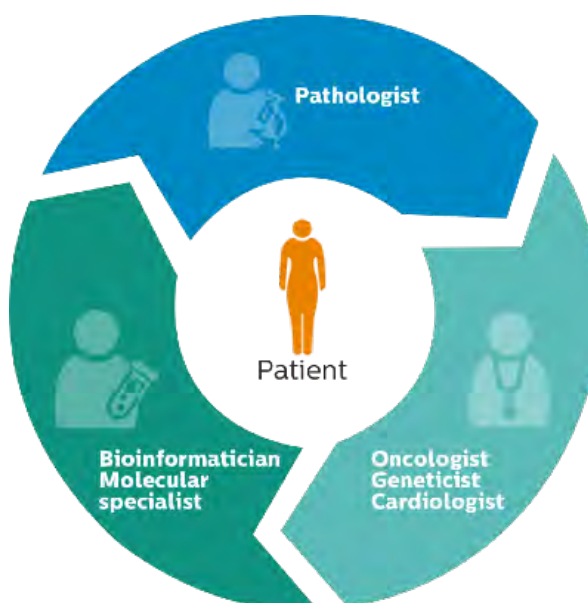 Pathologist
Patient
Bioinformatician
Molecular
specialist
Oncologist
Geneticist
Cardiologist